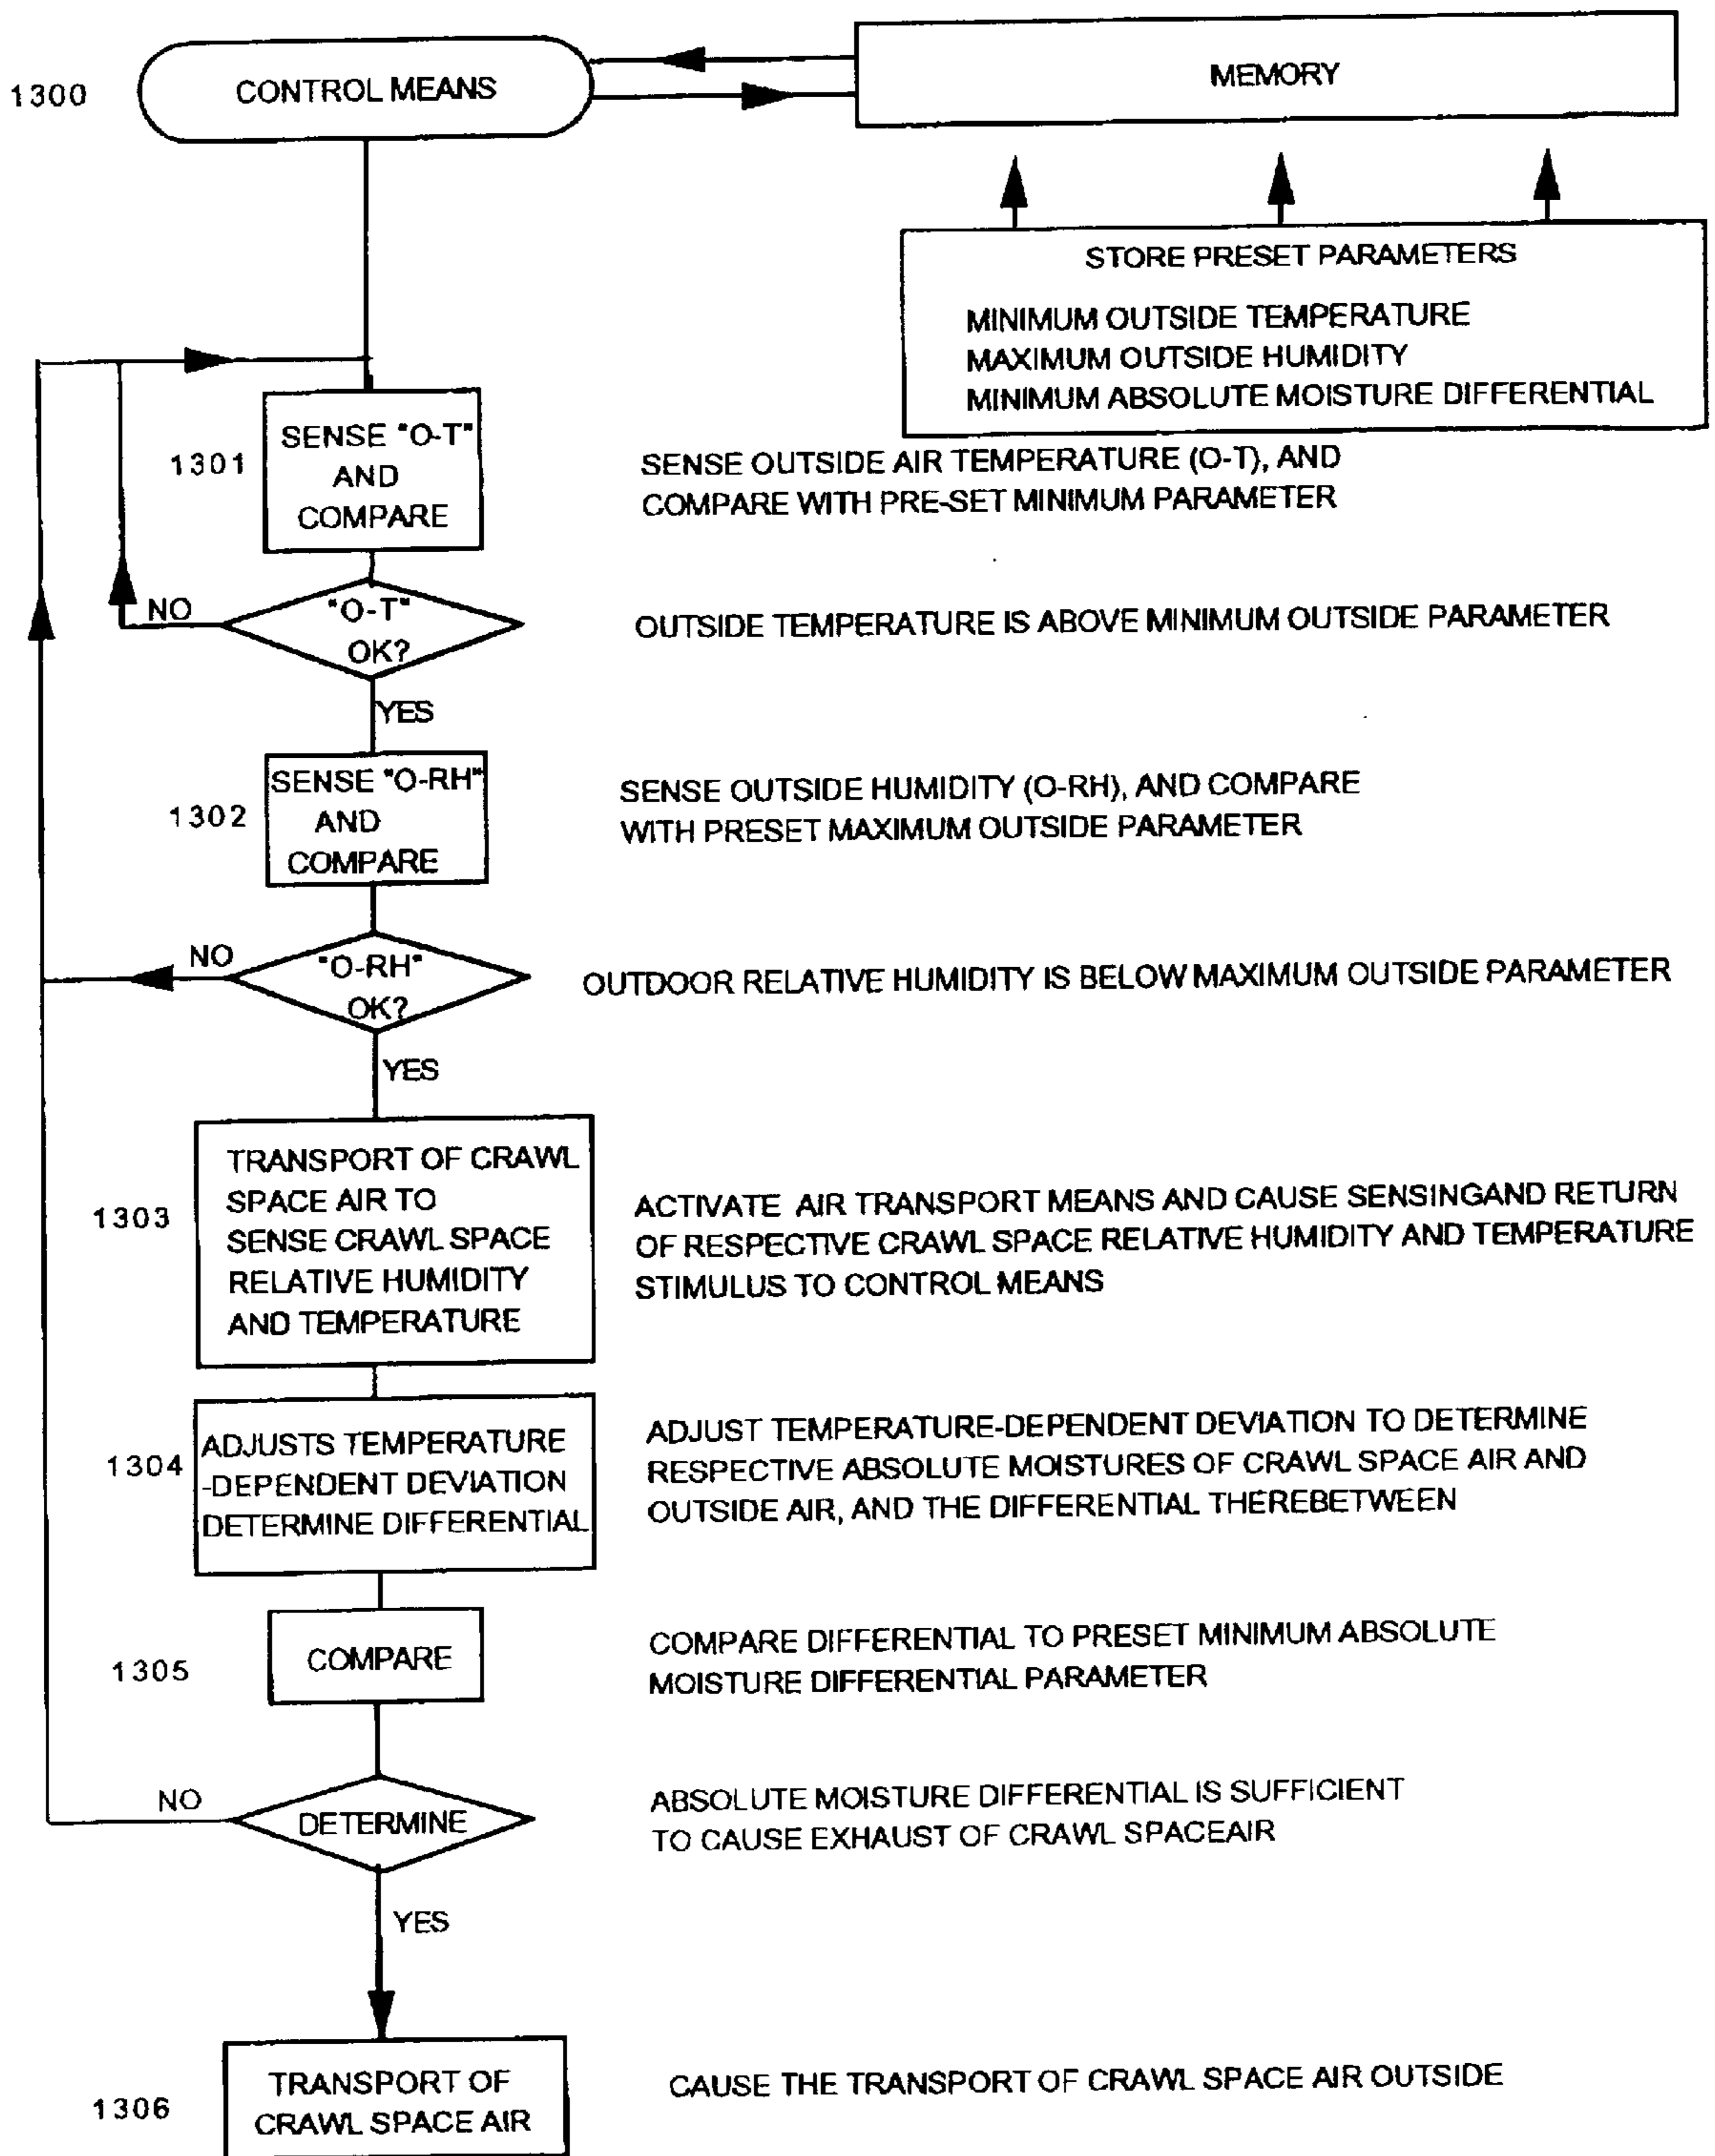 1300
CONTROL MEANS
MEMORY
STORE PRESET PARAMETERS
MINIMUM OUTSIDE TEMPERATURE
MAXIMUM OUTSIDE HUMIDITY
MINIMUM ABSOLUTE MOISTURE DIFFERENTIAL
1301
SENSE "O-T"
AND
COMPARE
SENSE OUTSIDE AIR TEMPERATURE (O-T), AND
COMPARE WITH PRE-SET MINIMUM PARAMETER
NO
"O-T"
OK?
OUTSIDE TEMPERATURE IS ABOVE MINIMUM OUTSIDE PARAMETER
YES
1302
SENSE "O-RH"
AND
COMPARE
SENSE OUTSIDE HUMIDITY (O-RH), AND COMPARE
WITH PRESET MAXIMUM OUTSIDE PARAMETER
NO
"O-RH"
OK?
OUTDOOR RELATIVE HUMIDITY IS BELOW MAXIMUM OUTSIDE PARAMETER
YES
1303
TRANSPORT OF CRAWL
SPACE AIR TO
SENSE CRAWL SPACE
RELATIVE HUMIDITY
AND TEMPERATURE
ACTIVATE AIR TRANSPORT MEANS AND CAUSE SENSINGAND RETURN
OF RESPECTIVE CRAWL SPACE RELATIVE HUMIDITY AND TEMPERATURE
STIMULUS TO CONTROL MEANS
1304
ADJUSTS TEMPERATURE
-DEPENDENT DEVIATION
DETERMINE DIFFERENTIAL
ADJUST TEMPERATURE-DEPENDENT DEVIATION TO DETERMINE
RESPECTIVE ABSOLUTE MOISTURES OF CRAWL SPACE AIR AND
OUTSIDE AIR, AND THE DIFFERENTIAL THEREBETWEEN
1305
COMPARE
COMPARE DIFFERENTIAL TO PRESET MINIMUM ABSOLUTE
MOISTURE DIFFERENTIAL PARAMETER
NO
DETERMINE
ABSOLUTE MOISTURE DIFFERENTIAL IS SUFFICIENT
TO CAUSE EXHAUST OF CRAWL SPACEAIR
YES
1306
TRANSPORT OF
CRAWL SPACE AIR
CAUSE THE TRANSPORT OF CRAWL SPACE AIR OUTSIDE